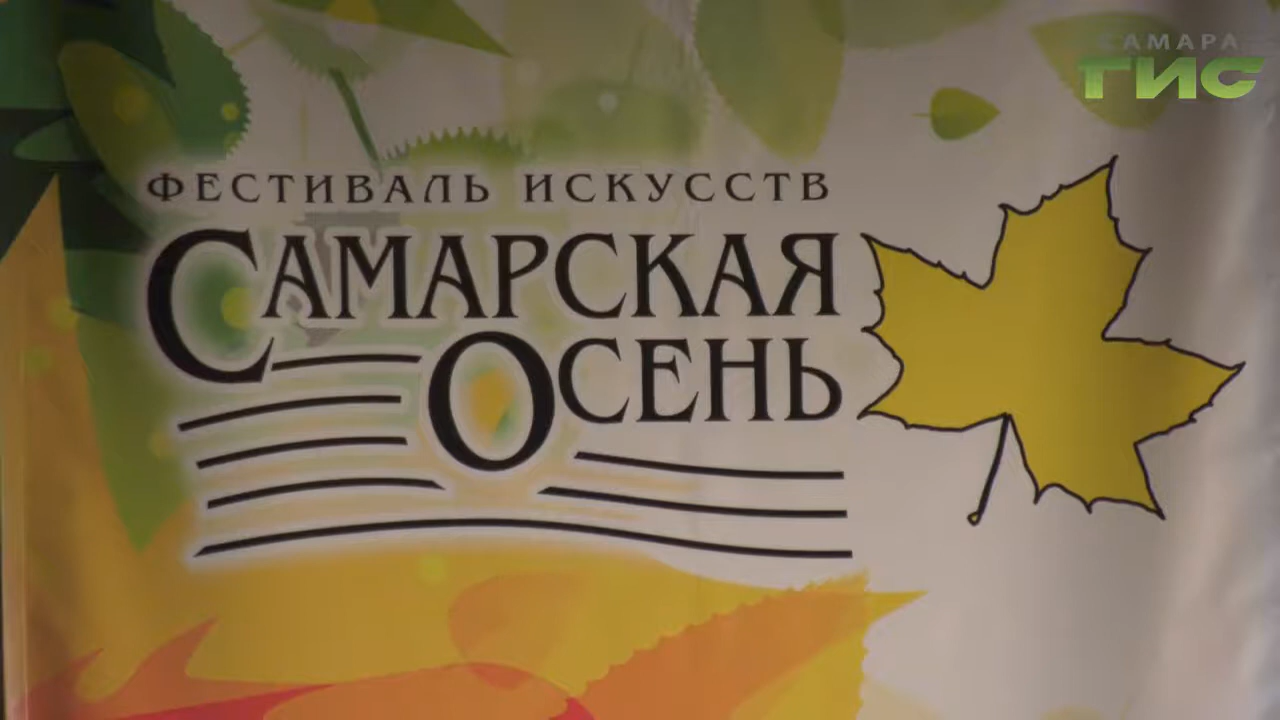 САМАРА
ГИС
ФЕСТИВАЛЬ ИСКУССТВ
САМАРСКАЯ
ОСЕНЬ